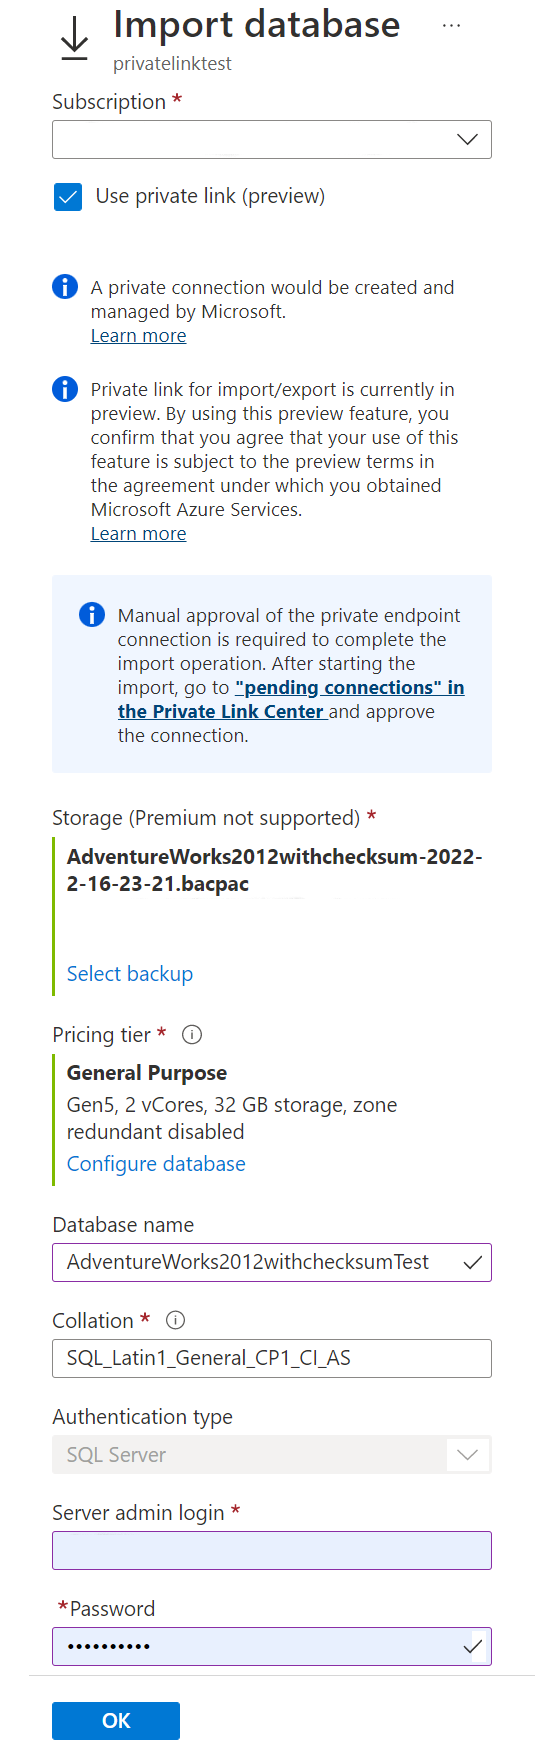 Import database
...
privatelinktest
Subscription *
Use private link (preview)
A private connection would be created and
managed by Microsoft.
Learn more
Private link for import/export is currently in
preview. By using this preview feature, you
confirm that you agree that your use of this
feature is subject to the preview terms in
the agreement under which you obtained
Microsoft Azure Services.
Learn more
Manual approval of the private endpoint
connection is required to complete the
import operation. After starting the
import, go to "pending connections" in
the Private Link Center and approve
the connection.
Storage (Premium not supported) *
AdventureWorks2012withchecksum-2022-
2-16-23-21.bacpac
Select backup
Pricing tier *
General Purpose
Gen5, 2 vCores, 32 GB storage, zone
redundant disabled
Configure database
Database name
AdventureWorks2012withchecksumTest
Collation *
SQL_Latin1_General_CP1_CI_AS
Authentication type
SQL Server
Server admin login *
*Password
••••••••••
OK